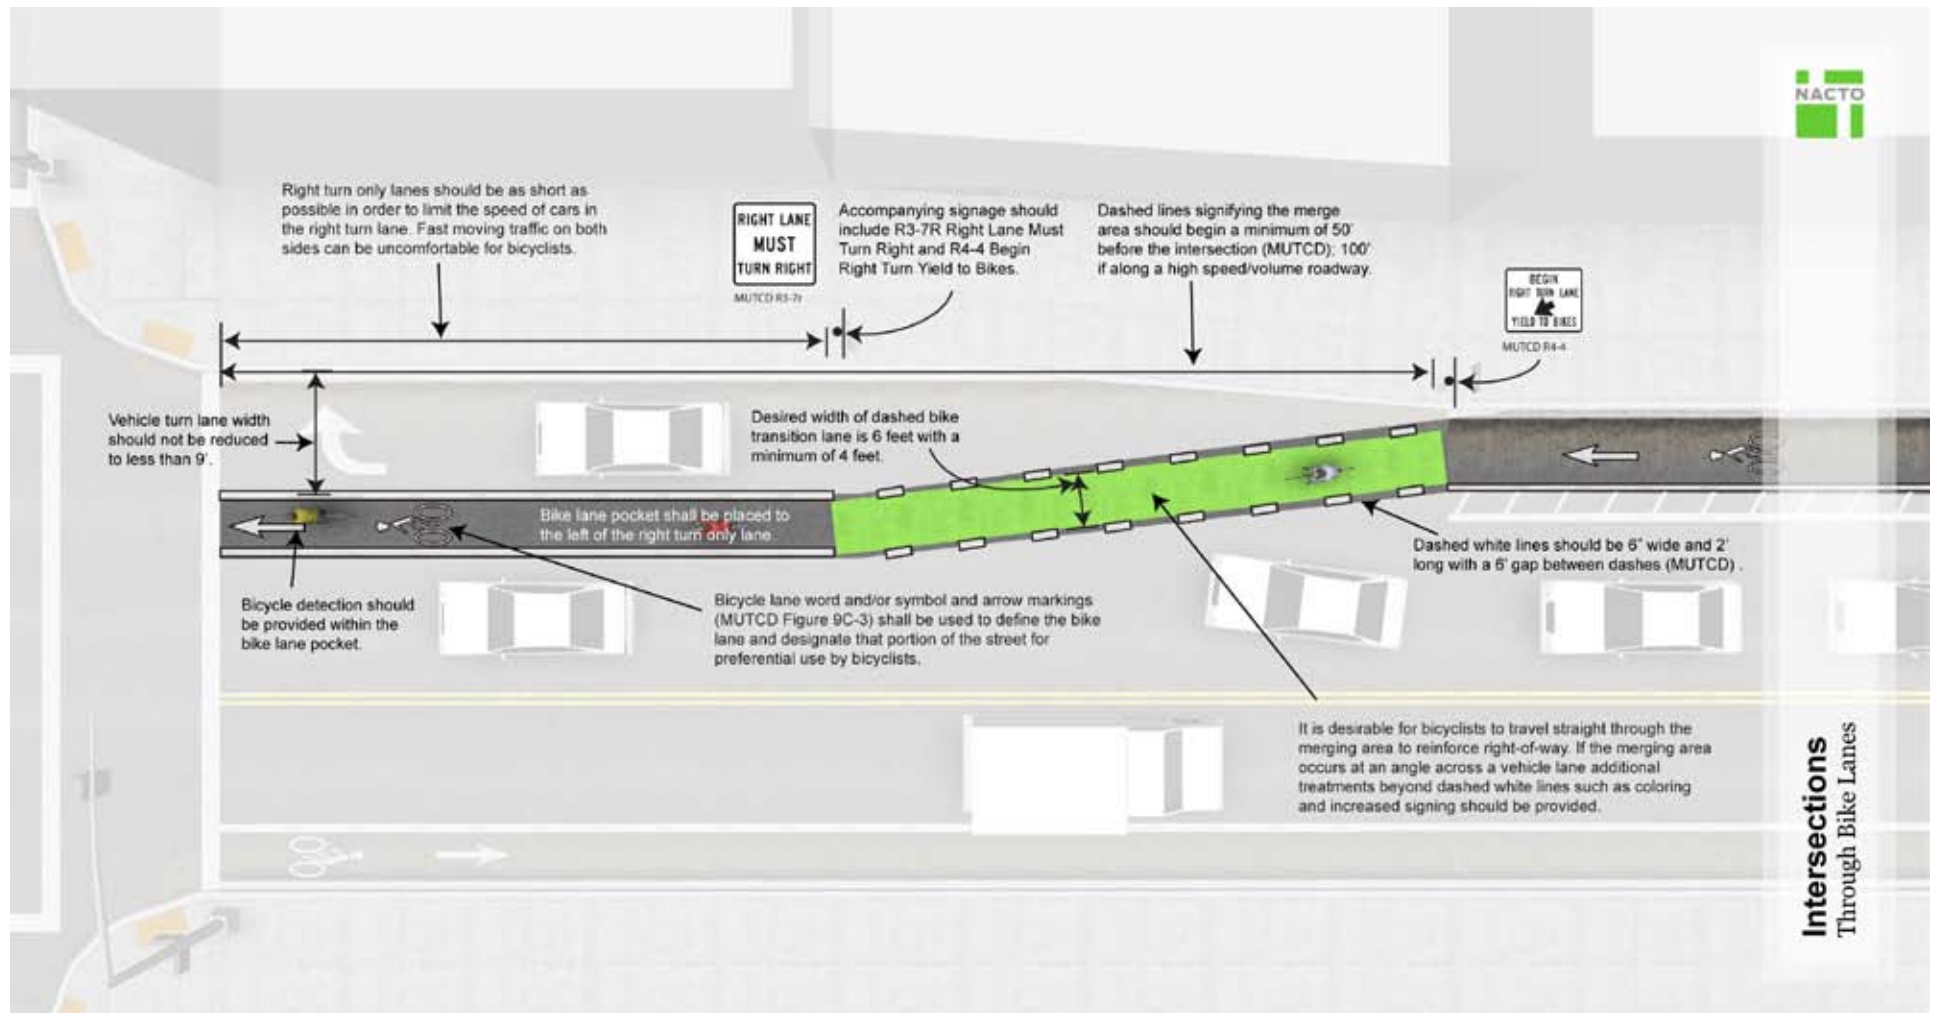 NACTO
Right turn only lanes should be as short as
possible in order to limit the speed of cars in
the right turn lane. Fast moving traffic on both
sides can be uncomfortable for bicyclists.
RIGHT LANE
MUST
TURN RIGHT
MUTCD R3-7r
Accompanying signage should
include R3-7R Right Lane Must
Turn Right and R4-4 Begin
Right Turn Yield to Bikes.
Dashed lines signifying the merge
area should begin a minimum of 50'
before the intersection (MUTCD); 100'
if along a high speed/volume roadway.
BEGIN
RIGHT TURN LANE
YIELD TO BIKES
MUTCD R4-4
Vehicle turn lane width
should not be reduced
to less than 9'.
Desired width of dashed bike
transition lane is 6 feet with a
minimum of 4 feet.
Bike lane pocket shall be placed to
the left of the right turn only lane.
Dashed white lines should be 6" wide and 2'
long with a 6' gap between dashes (MUTCD) .
Bicycle detection should
be provided within the
bike lane pocket.
Bicycle lane word and/or symbol and arrow markings
(MUTCD Figure 9C-3) shall be used to define the bike
lane and designate that portion of the street for
preferential use by bicyclists.
It is desirable for bicyclists to travel straight through the
merging area to reinforce right-of-way. If the merging area
occurs at an angle across a vehicle lane additional
treatments beyond dashed white lines such as coloring
and increased signing should be provided.
Intersections
Through Bike Lanes